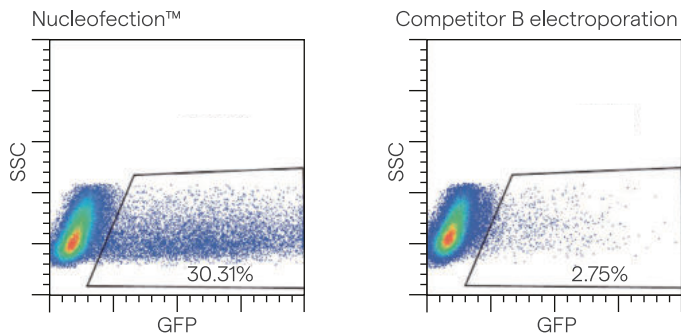 Nucleofection™
SSC
30.31%
GFP
Competitor B electroporation
SSC
2.75%
GFP